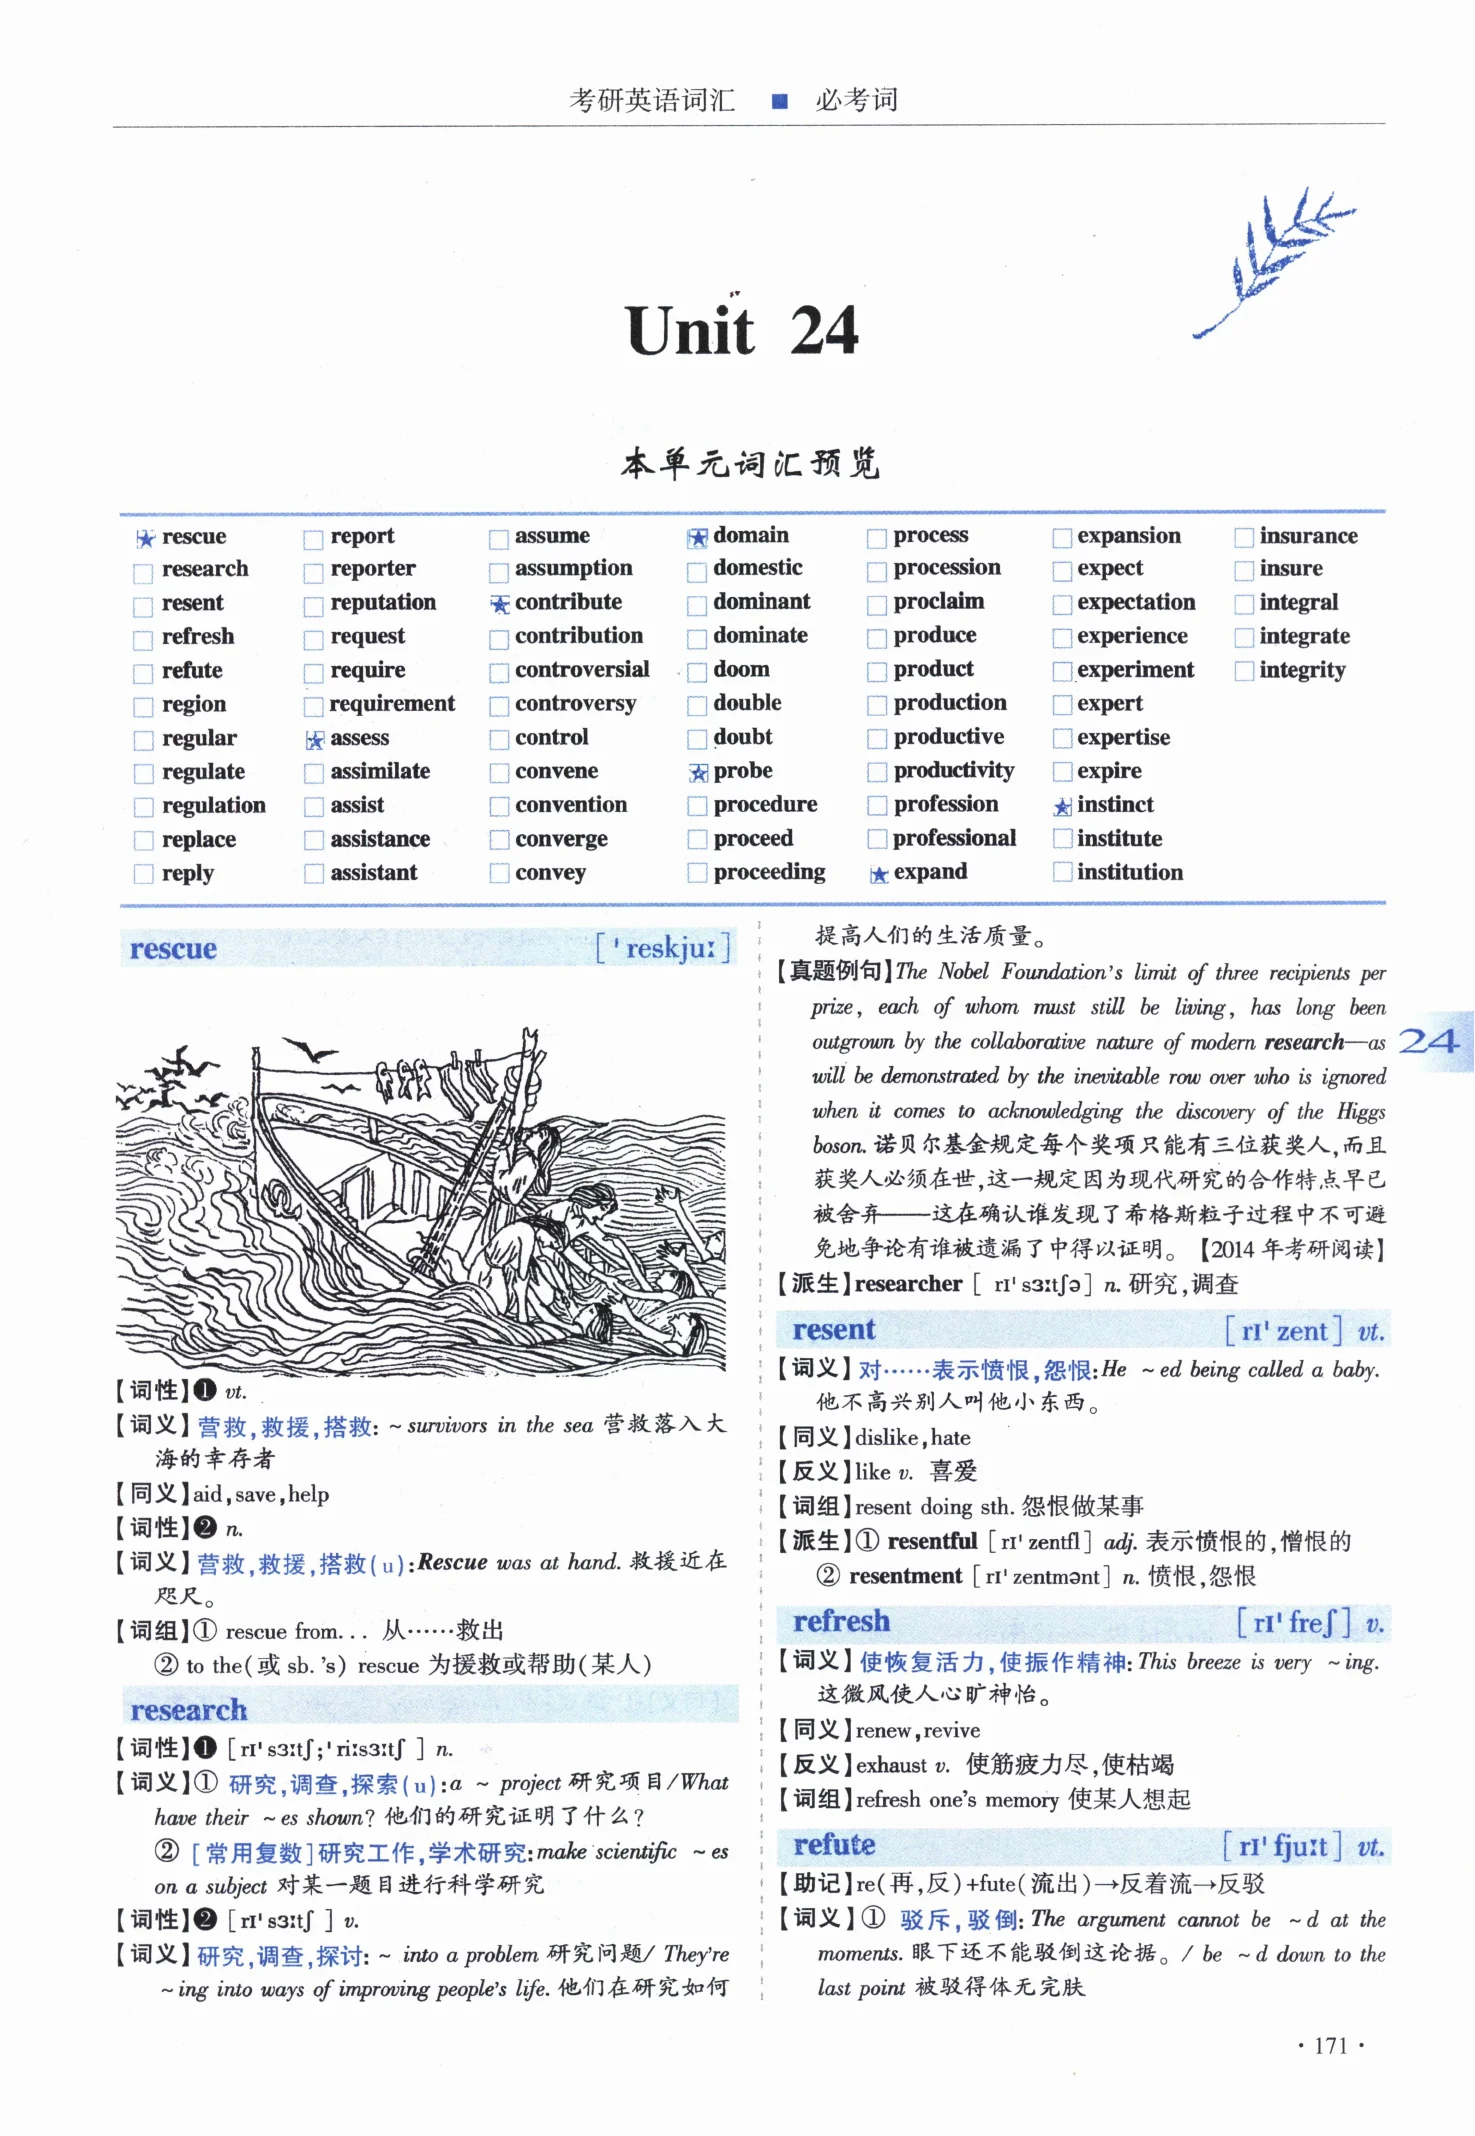 考研英语词汇 ■ 必考词
Unit 24
本单元词汇预览
rescue report assume domain process expansion insurance
research reporter assumption domestic procession expect insure
resent reputation contribute dominant proclaim expectation integral
refresh request contribution dominate produce experience integrate
refute require controversial doom product experiment integrity
region requirement controversy double production expert
regular assess control doubt productive expertise
regulate assimilate convene probe productivity expire
regulation assist convention procedure profession instinct
replace assistance converge proceed professional institute
reply assistant convey proceeding expand institution
rescue [ˈreskjuː]
【词性】❶ vt.
【词义】营救,救援,搭救: ~ survivors in the sea 营救落入大
海的幸存者
【同义】aid,save,help
【词性】❷ n.
【词义】营救,救援,搭救(u):Rescue was at hand. 救援近在
咫尺。
【词组】① rescue from... 从……救出
② to the(或 sb.'s) rescue 为援救或帮助(某人)
research
【词性】❶ [rɪˈsɜːtʃ;ˈriːsɜːtʃ ] n.
【词义】① 研究,调查,探索(u):a ~ project 研究项目/What
have their ~es shown? 他们的研究证明了什么?
② [常用复数]研究工作,学术研究:make scientific ~es
on a subject 对某一题目进行科学研究
【词性】❷ [rɪˈsɜːtʃ ] v.
【词义】研究,调查,探讨: ~ into a problem 研究问题/ They're
~ing into ways of improving people's life. 他们在研究如何
提高人们的生活质量。
【真题例句】The Nobel Foundation's limit of three recipients per
prize, each of whom must still be living, has long been
outgrown by the collaborative nature of modern research—as
will be demonstrated by the inevitable row over who is ignored
when it comes to acknowledging the discovery of the Higgs
boson. 诺贝尔基金规定每个奖项只能有三位获奖人,而且
获奖人必须在世,这一规定因为现代研究的合作特点早已
被舍弃——这在确认谁发现了希格斯粒子过程中不可避
免地争论有谁被遗漏了中得以证明。【2014 年考研阅读】
【派生】researcher [ rɪˈsɜːtʃə] n. 研究,调查
resent [rɪˈzent] vt.
【词义】对……表示愤恨,怨恨:He ~ed being called a baby.
他不高兴别人叫他小东西。
【同义】dislike,hate
【反义】like v. 喜爱
【词组】resent doing sth. 怨恨做某事
【派生】① resentful [rɪˈzentfl] adj. 表示愤恨的,憎恨的
② resentment [rɪˈzentmənt] n. 愤恨,怨恨
refresh [rɪˈfreʃ] v.
【词义】使恢复活力,使振作精神: This breeze is very ~ing.
这微风使人心旷神怡。
【同义】renew,revive
【反义】exhaust v. 使筋疲力尽,使枯竭
【词组】refresh one's memory 使某人想起
refute [rɪˈfjuːt] vt.
【助记】re(再,反)+fute(流出)→反着流→反驳
【词义】① 驳斥,驳倒: The argument cannot be ~d at the
moments. 眼下还不能驳倒这论据。/ be ~d down to the
last point 被驳得体无完肤
24
· 171 ·